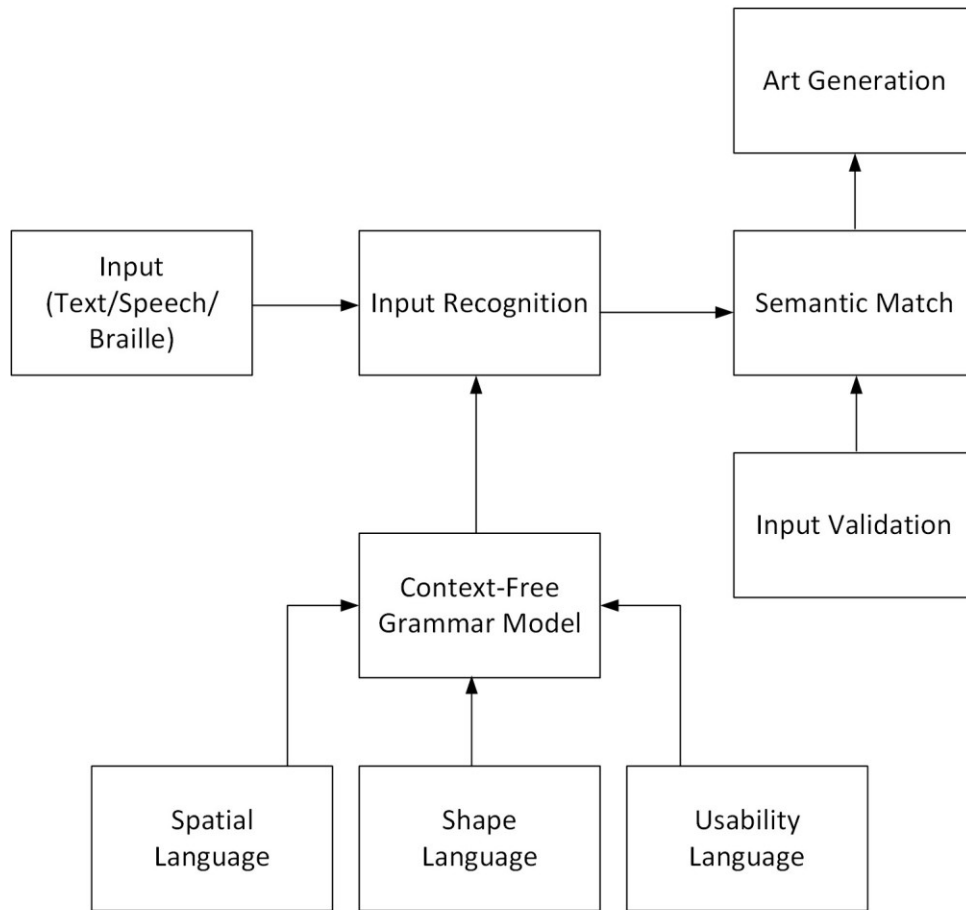 Art Generation
Input
(Text/Speech/
Braille)
Input Recognition
Semantic Match
Input Validation
Context-Free
Grammar Model
Spatial
Language
Shape
Language
Usability
Language